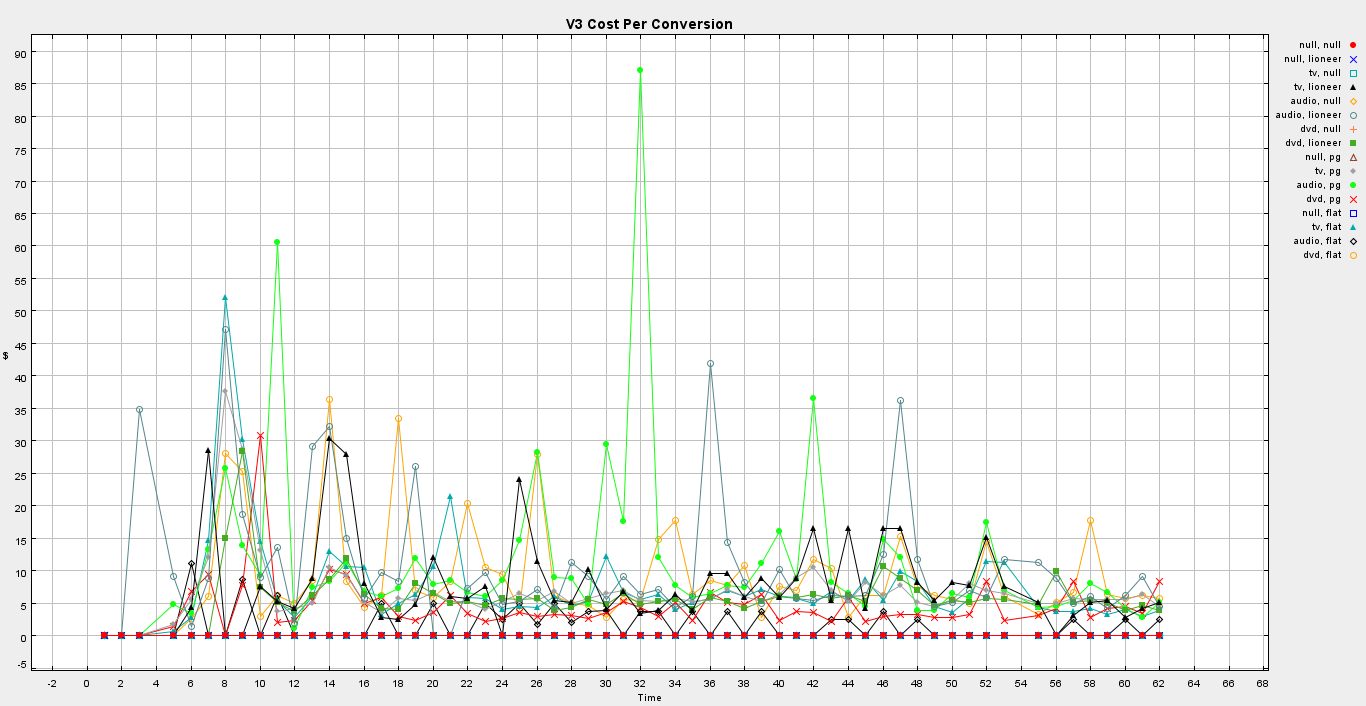 V3 Cost Per Conversion
90
85
80
75
70
65
60
55
50
45
40
35
30
25
20
15
10
5
0
-5
$
-2 0 2 4 6 8 10 12 14 16 18 20 22 24 26 28 30 32 34 36 38 40 42 44 46 48 50 52 54 56 58 60 62 64 66 68
Time
null, null
null, lioneer
tv, null
tv, lioneer
audio, null
audio, lioneer
dvd, null
dvd, lioneer
null, pg
tv, pg
audio, pg
dvd, pg
null, flat
tv, flat
audio, flat
dvd, flat